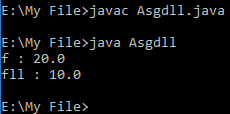 E:\My File>javac Asgdll.java
E:\My File>java Asgdll
f : 20.0
fll : 10.0
E:\My File>